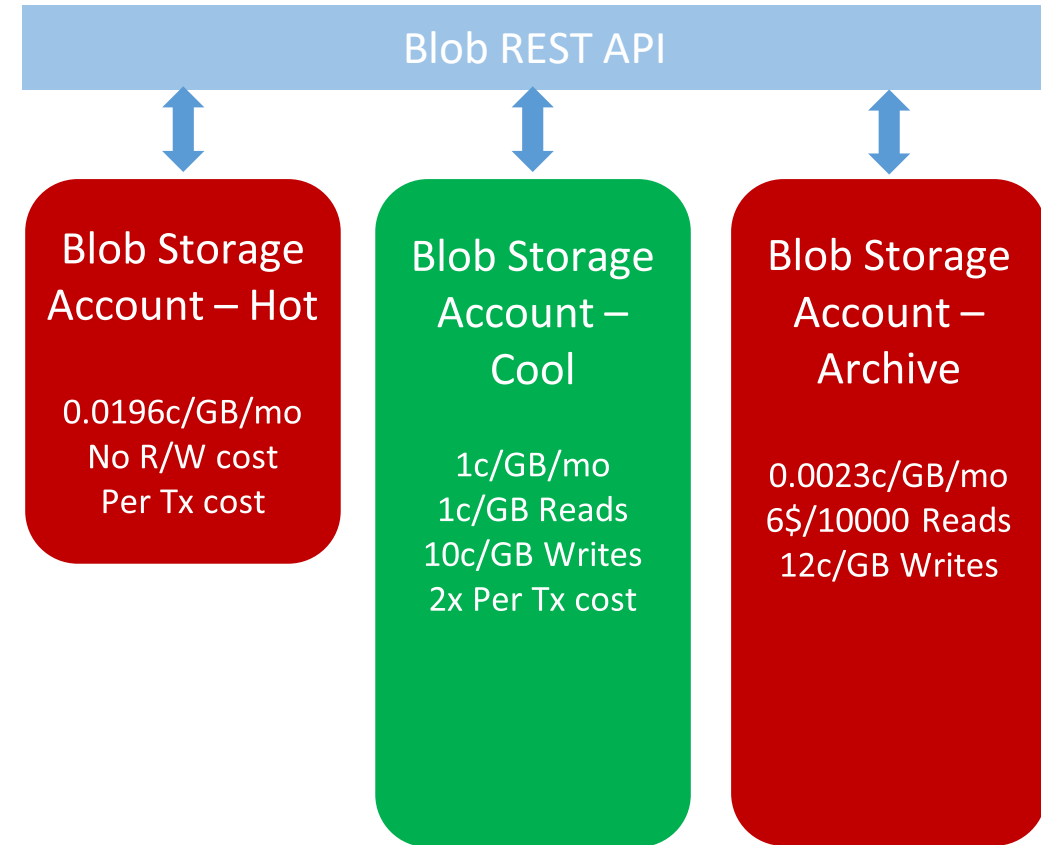 Blob REST API
Blob Storage
Account – Hot
0.0196c/GB/mo
No R/W cost
Per Tx cost
Blob Storage
Account –
Cool
1c/GB/mo
1c/GB Reads
10c/GB Writes
2x Per Tx cost
Blob Storage
Account –
Archive
0.0023c/GB/mo
6$/10000 Reads
12c/GB Writes